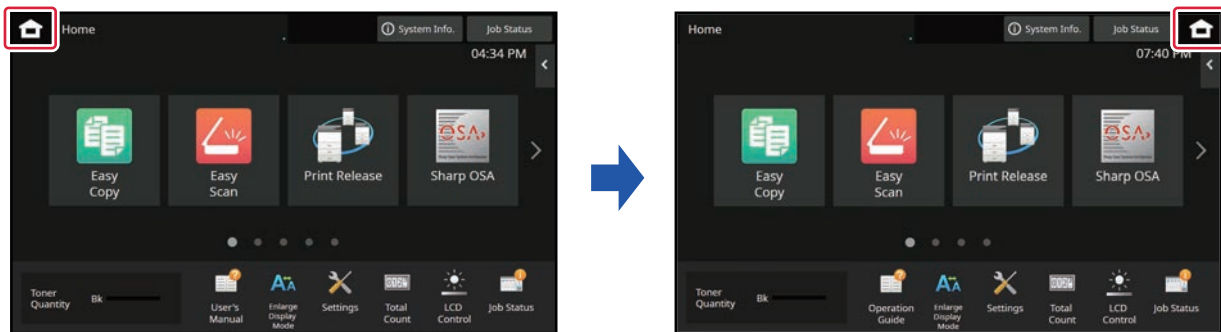 Home
System Info.
Job Status
04:34 PM
Easy
Copy
Easy
Scan
Print Release
OSA
Sharp OSA
Toner
Quantity
Bk
User's
Manual
Enlarge
Display
Mode
Settings
Total
Count
LCD
Control
Job Status
Home
System Info.
Job Status
07:40 PM
Easy
Copy
Easy
Scan
Print Release
OSA
Sharp OSA
Toner
Quantity
Bk
Operation
Guide
Enlarge
Display
Mode
Settings
Total
Count
LCD
Control
Job Status